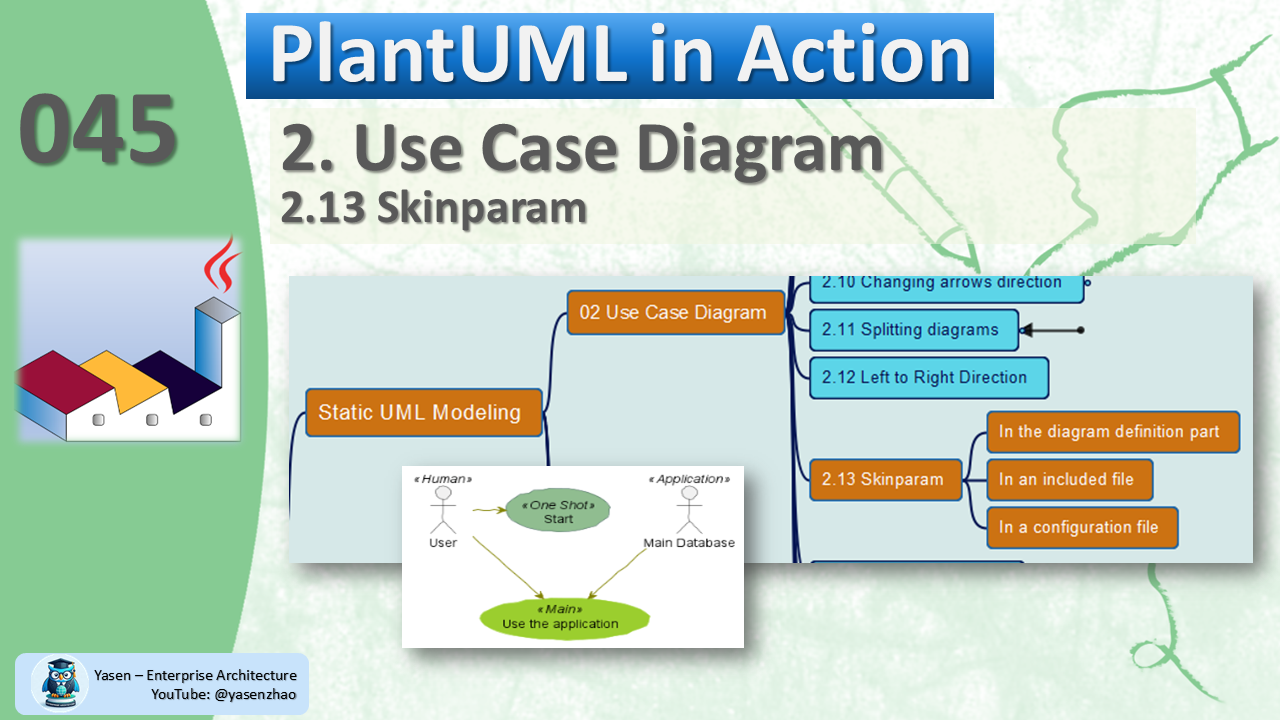 PlantUML in Action
045
2. Use Case Diagram
2.13 Skinparam
2.10 Changing arrows direction
02 Use Case Diagram
2.11 Splitting diagrams
2.12 Left to Right Direction
Static UML Modeling
In the diagram definition part
2.13 Skinparam
In an included file
In a configuration file
«Human»
«Application»
«One Shot»
Start
User
Main Database
«Main»
Use the application
Yasen – Enterprise Architecture
YouTube: @yasenzhao